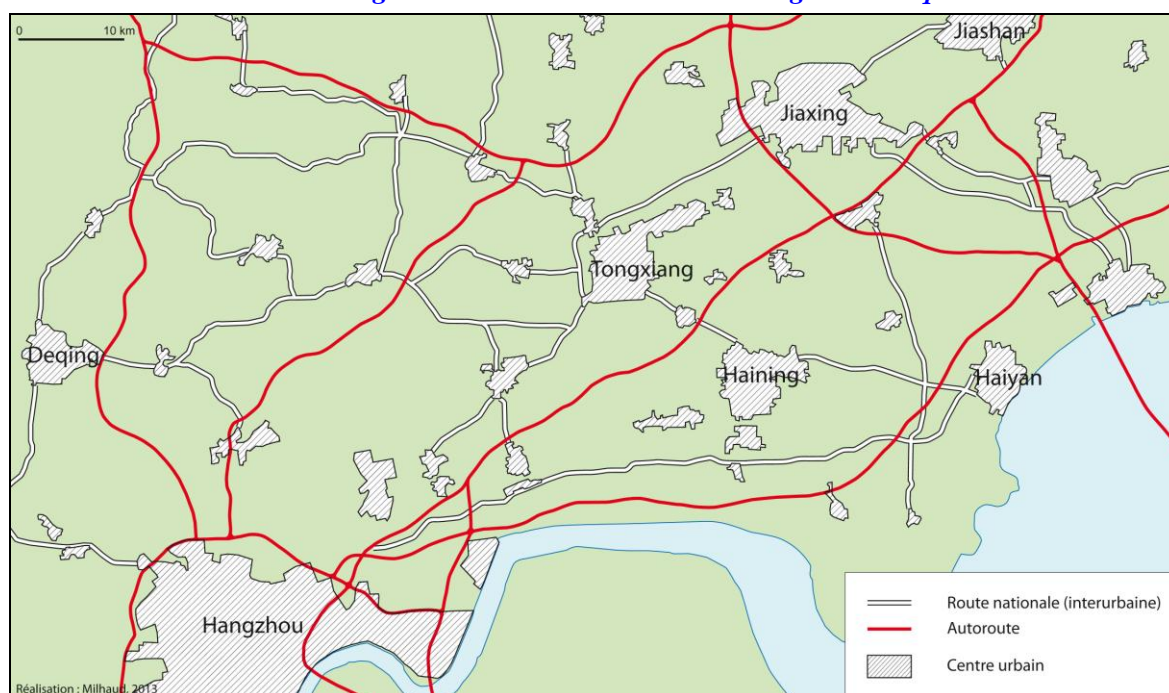 0 10 km
Jiashan
Jiaxing
Tongxiang
Deqing
Haining
Haiyan
Hangzhou
Route nationale (interurbaine)
Autoroute
Centre urbain
Réalisation : Milhaud, 2013